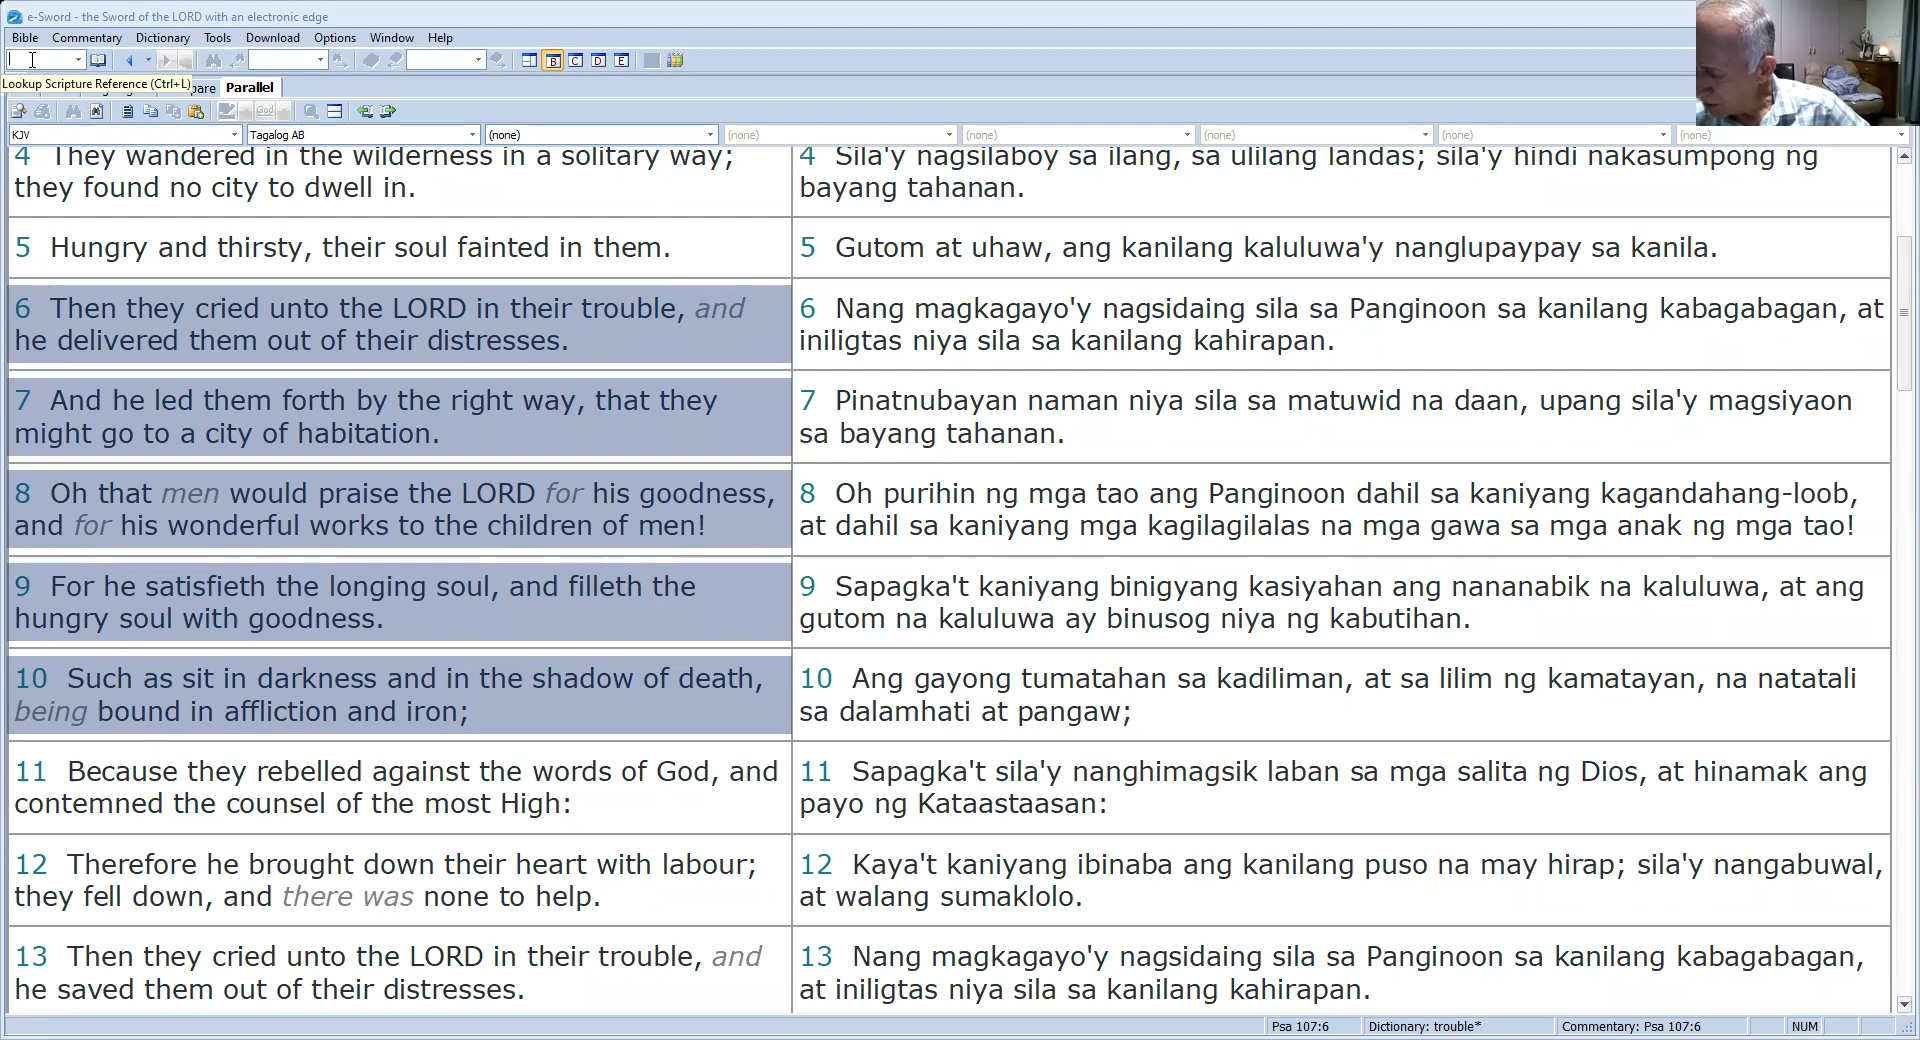 e-Sword - the Sword of the LORD with an electronic edge
Bible Commentary Dictionary Tools Download Options Window Help
B C D E
Lookup Scripture Reference (Ctrl+L)
pare Parallel
KJV Tagalog AB (none) (none) (none) (none) (none) (none)
4 They wandered in the wilderness in a solitary way;
they found no city to dwell in.
4 Sila'y nagsilaboy sa ilang, sa ulilang landas; sila'y hindi nakasumpong ng
bayang tahanan.
5 Hungry and thirsty, their soul fainted in them.
5 Gutom at uhaw, ang kanilang kaluluwa'y nanglupaypay sa kanila.
6 Then they cried unto the LORD in their trouble, and
he delivered them out of their distresses.
6 Nang magkagayo'y nagsidaing sila sa Panginoon sa kanilang kabagabagan, at
iniligtas niya sila sa kanilang kahirapan.
7 And he led them forth by the right way, that they
might go to a city of habitation.
7 Pinatnubayan naman niya sila sa matuwid na daan, upang sila'y magsiyaon
sa bayang tahanan.
8 Oh that men would praise the LORD for his goodness,
and for his wonderful works to the children of men!
8 Oh purihin ng mga tao ang Panginoon dahil sa kaniyang kagandahang-loob,
at dahil sa kaniyang mga kagilagilalas na mga gawa sa mga anak ng mga tao!
9 For he satisfieth the longing soul, and filleth the
hungry soul with goodness.
9 Sapagka't kaniyang binigyang kasiyahan ang nananabik na kaluluwa, at ang
gutom na kaluluwa ay binusog niya ng kabutihan.
10 Such as sit in darkness and in the shadow of death,
being bound in affliction and iron;
10 Ang gayong tumatahan sa kadiliman, at sa lilim ng kamatayan, na natatali
sa dalamhati at pangaw;
11 Because they rebelled against the words of God, and
contemned the counsel of the most High:
11 Sapagka't sila'y nanghimagsik laban sa mga salita ng Dios, at hinamak ang
payo ng Kataastaasan:
12 Therefore he brought down their heart with labour;
they fell down, and there was none to help.
12 Kaya't kaniyang ibinaba ang kanilang puso na may hirap; sila'y nangabuwal,
at walang sumaklolo.
13 Then they cried unto the LORD in their trouble, and
he saved them out of their distresses.
13 Nang magkagayo'y nagsidaing sila sa Panginoon sa kanilang kabagabagan,
at iniligtas niya sila sa kanilang kahirapan.
Psa 107:6 Dictionary: trouble* Commentary: Psa 107:6 NUM